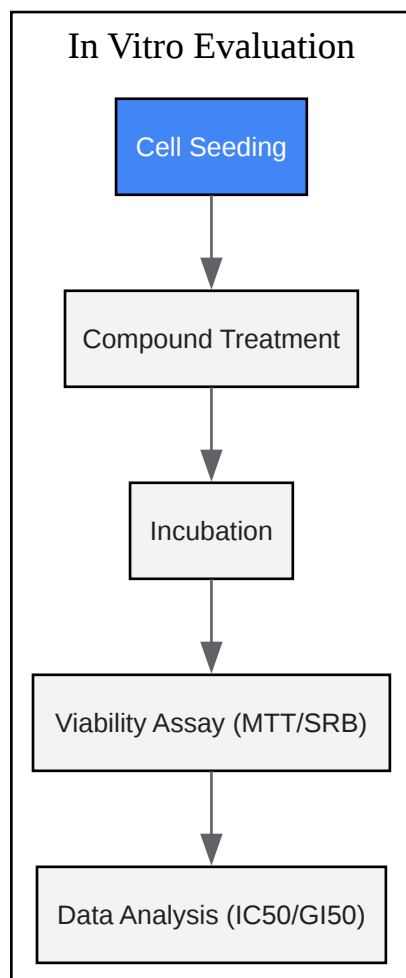 In Vitro Evaluation
Cell Seeding
Compound Treatment
Incubation
Viability Assay (MTT/SRB)
Data Analysis (IC50/GI50)